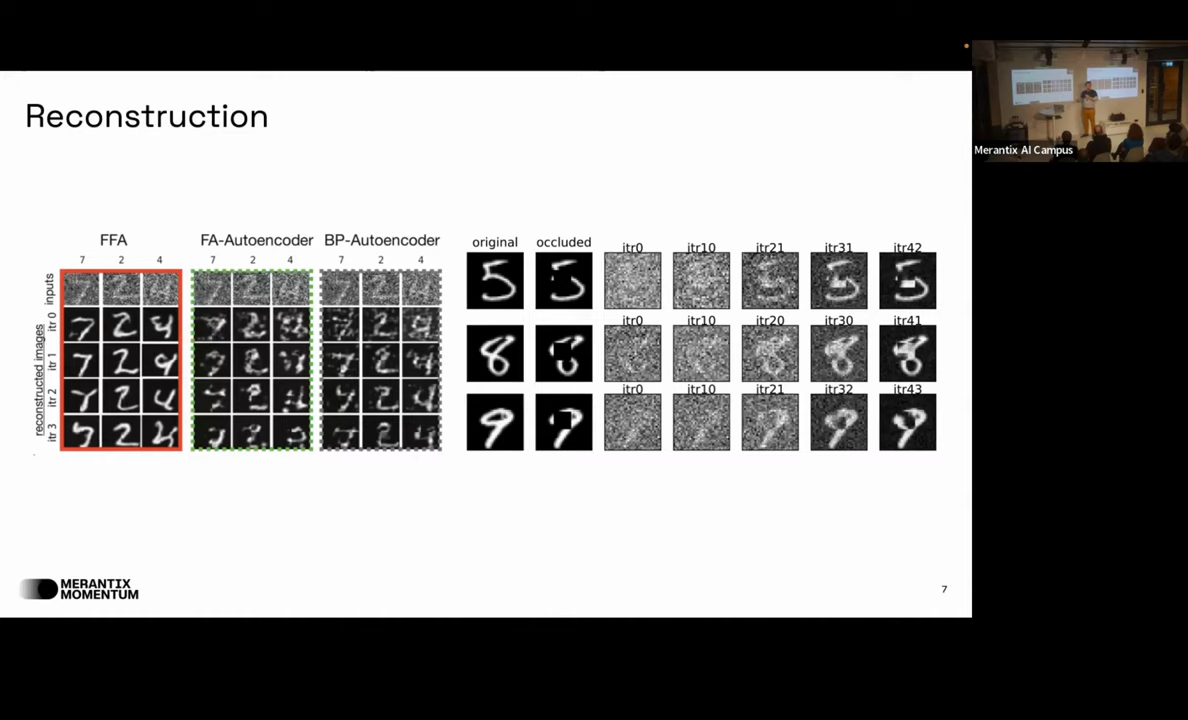 Reconstruction
Merantix AI Campus
FFA FA-Autoencoder BP-Autoencoder
7 2 4 7 2 4 7 2 4
inputs
reconstructed images
itr 0
itr 1
itr 2
itr 3
original occluded itr0 itr10 itr21 itr31 itr42
itr0 itr10 itr20 itr30 itr41
itr0 itr10 itr21 itr32 itr43
MERANTIX
MOMENTUM
7